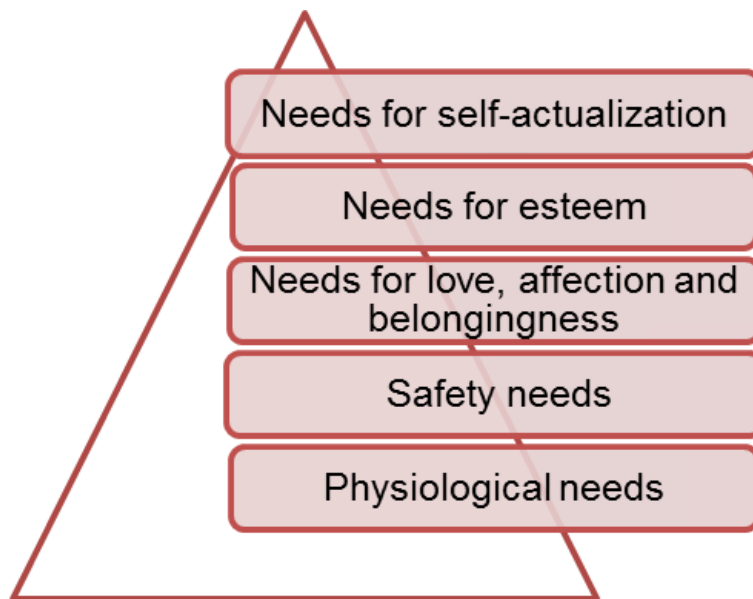 Needs for self-actualization
Needs for esteem
Needs for love, affection and
belongingness
Safety needs
Physiological needs